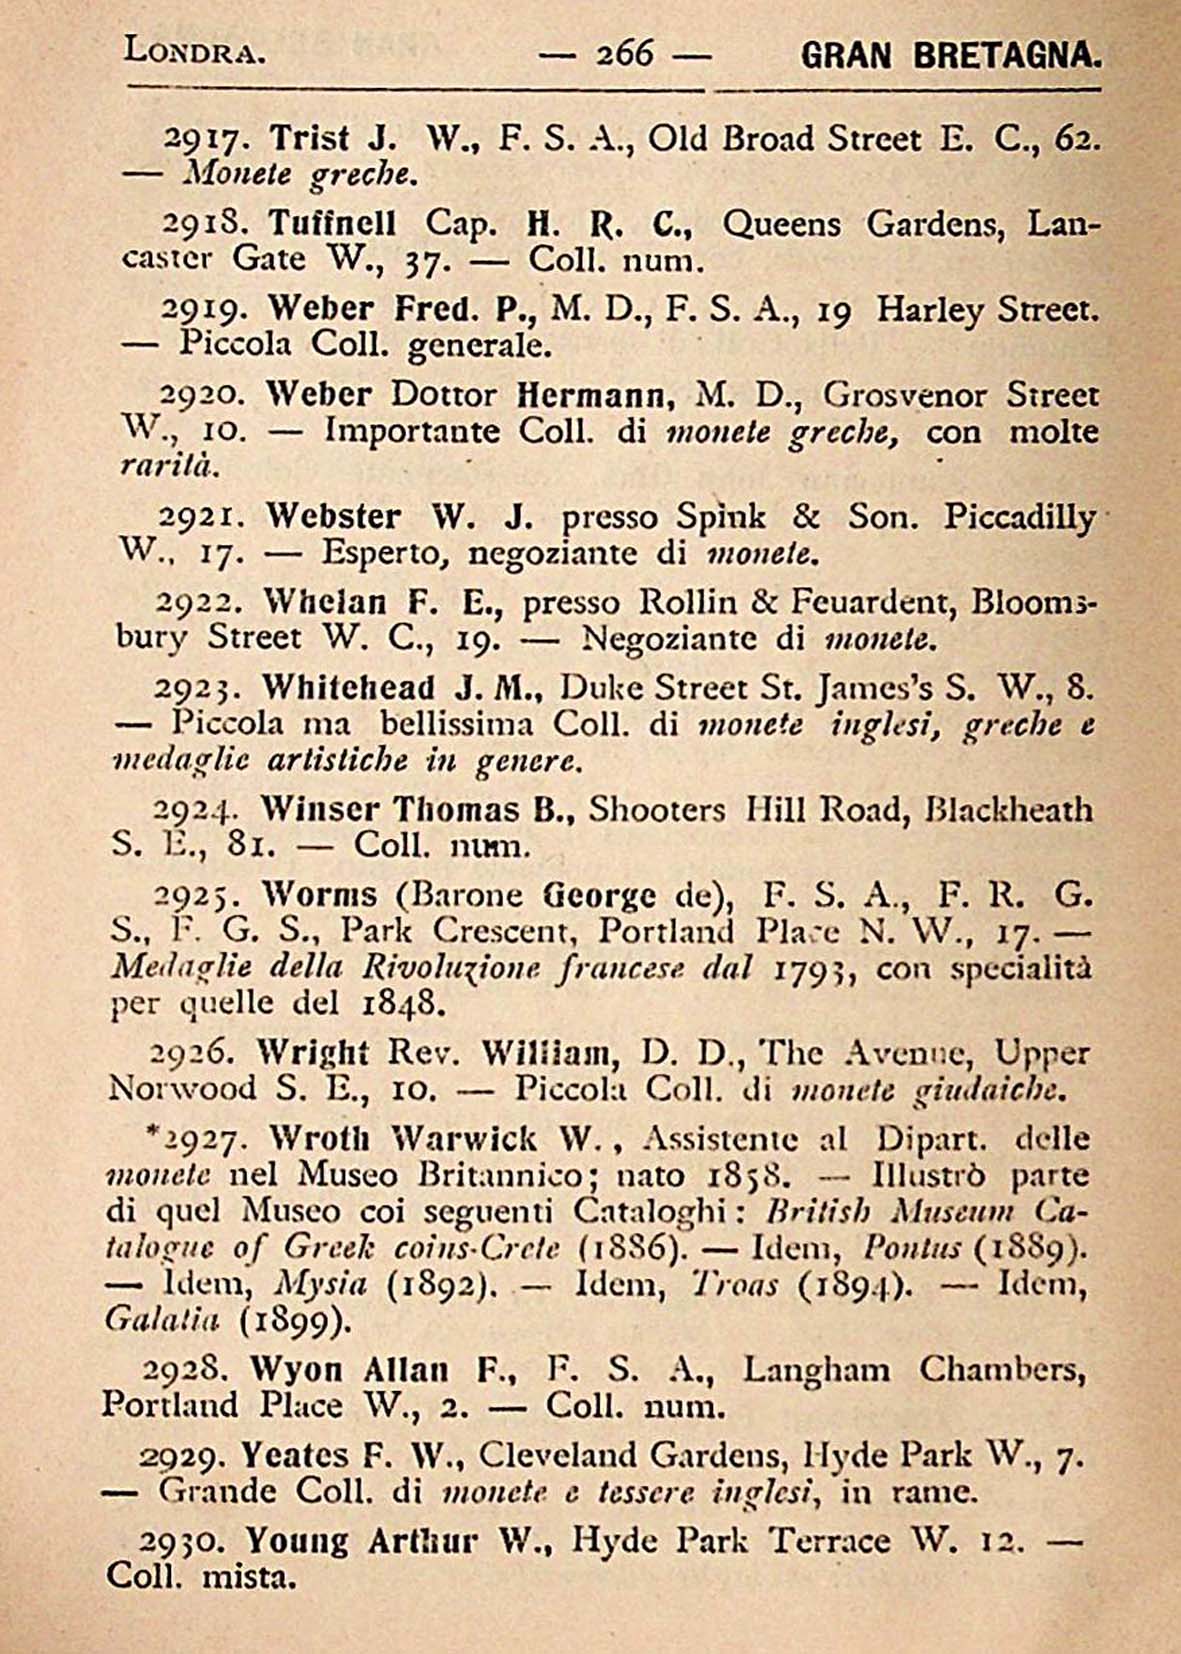 LONDRA. — 266 — GRAN BRETAGNA.
2917. Trist J. W., F. S. A., Old Broad Street E. C., 62.
— Monete greche.
2918. Tuffnell Cap. H. R. C., Queens Gardens, Lan-
caster Gate W., 37. — Coll. num.
2919. Weber Fred. P., M. D., F. S. A., 19 Harley Street.
— Piccola Coll. generale.
2920. Weber Dottor Hermann, M. D., Grosvenor Street
W., 10. — Importante Coll. di monete greche, con molte
rarità.
2921. Webster W. J. presso Spink & Son. Piccadilly
W., 17. — Esperto, negoziante di monete.
2922. Whelan F. E., presso Rollin & Feuardent, Blooms-
bury Street W. C., 19. — Negoziante di monete.
2923. Whitehead J. M., Duke Street St. James's S. W., 8.
— Piccola ma bellissima Coll. di monete inglesi, greche e
medaglie artistiche in genere.
2924. Winser Thomas B., Shooters Hill Road, Blackheath
S. E., 81. — Coll. num.
2925. Worms (Barone George de), F. S. A., F. R. G.
S., F. G. S., Park Crescent, Portland Place N. W., 17. —
Medaglie della Rivoluzione francese dal 1793, con specialità
per quelle del 1848.
2926. Wright Rev. William, D. D., The Avenue, Upper
Norwood S. E., 10. — Piccola Coll. di monete giudaiche.
*2927. Wroth Warwick W., Assistente al Dipart. delle
monete nel Museo Britannico; nato 1858. — Illustrò parte
di quel Museo coi seguenti Cataloghi: British Museum Ca-
talogue of Greek coins-Crete (1886). — Idem, Pontus (1889).
— Idem, Mysia (1892). — Idem, Troas (1894). — Idem,
Galatia (1899).
2928. Wyon Allan F., F. S. A., Langham Chambers,
Portland Place W., 2. — Coll. num.
2929. Yeates F. W., Cleveland Gardens, Hyde Park W., 7.
— Grande Coll. di monete e tessere inglesi, in rame.
2930. Young Arthur W., Hyde Park Terrace W. 12. —
Coll. mista.